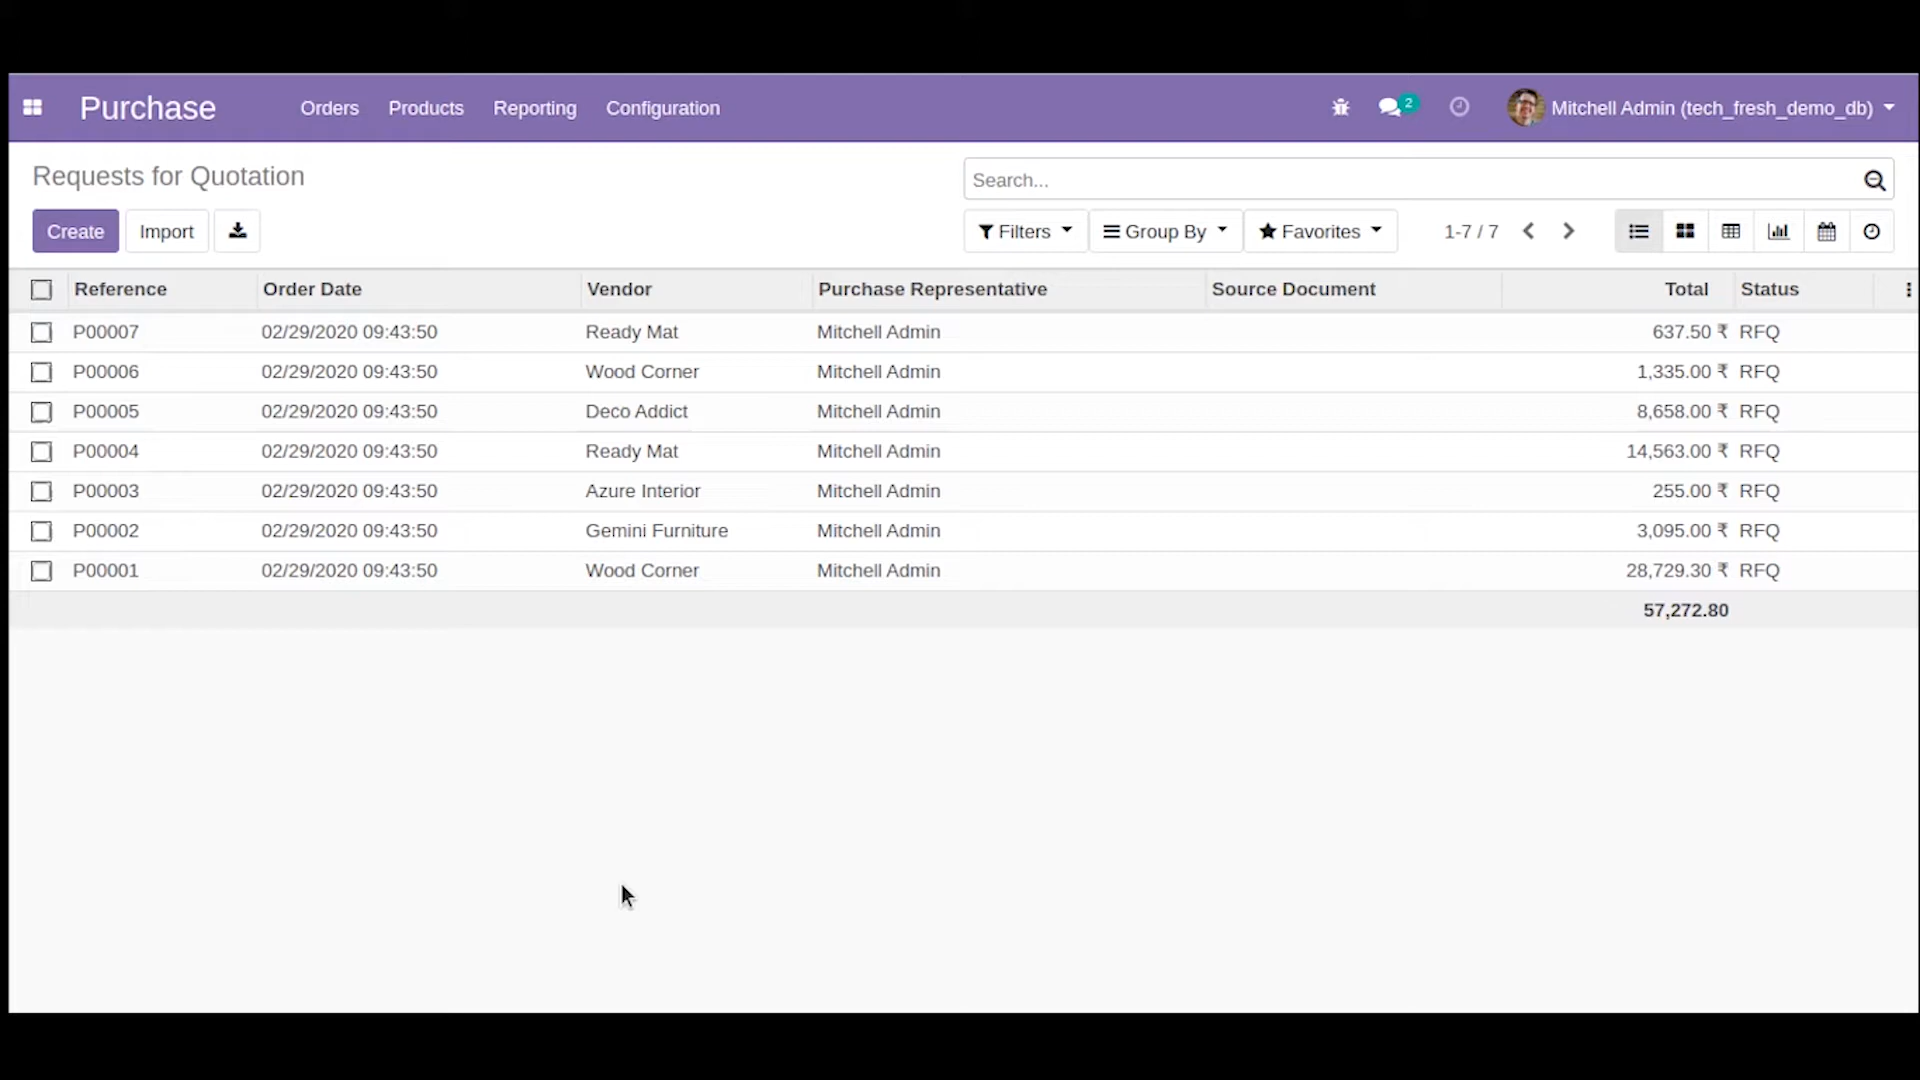 Purchase Orders Products Reporting Configuration 2 Mitchell Admin (tech_fresh_demo_db)
Requests for Quotation Search...
Create Import Filters Group By Favorites 1-7 / 7
Reference Order Date Vendor Purchase Representative Source Document Total Status
P00007 02/29/2020 09:43:50 Ready Mat Mitchell Admin 637.50 ₹ RFQ
P00006 02/29/2020 09:43:50 Wood Corner Mitchell Admin 1,335.00 ₹ RFQ
P00005 02/29/2020 09:43:50 Deco Addict Mitchell Admin 8,658.00 ₹ RFQ
P00004 02/29/2020 09:43:50 Ready Mat Mitchell Admin 14,563.00 ₹ RFQ
P00003 02/29/2020 09:43:50 Azure Interior Mitchell Admin 255.00 ₹ RFQ
P00002 02/29/2020 09:43:50 Gemini Furniture Mitchell Admin 3,095.00 ₹ RFQ
P00001 02/29/2020 09:43:50 Wood Corner Mitchell Admin 28,729.30 ₹ RFQ
57,272.80